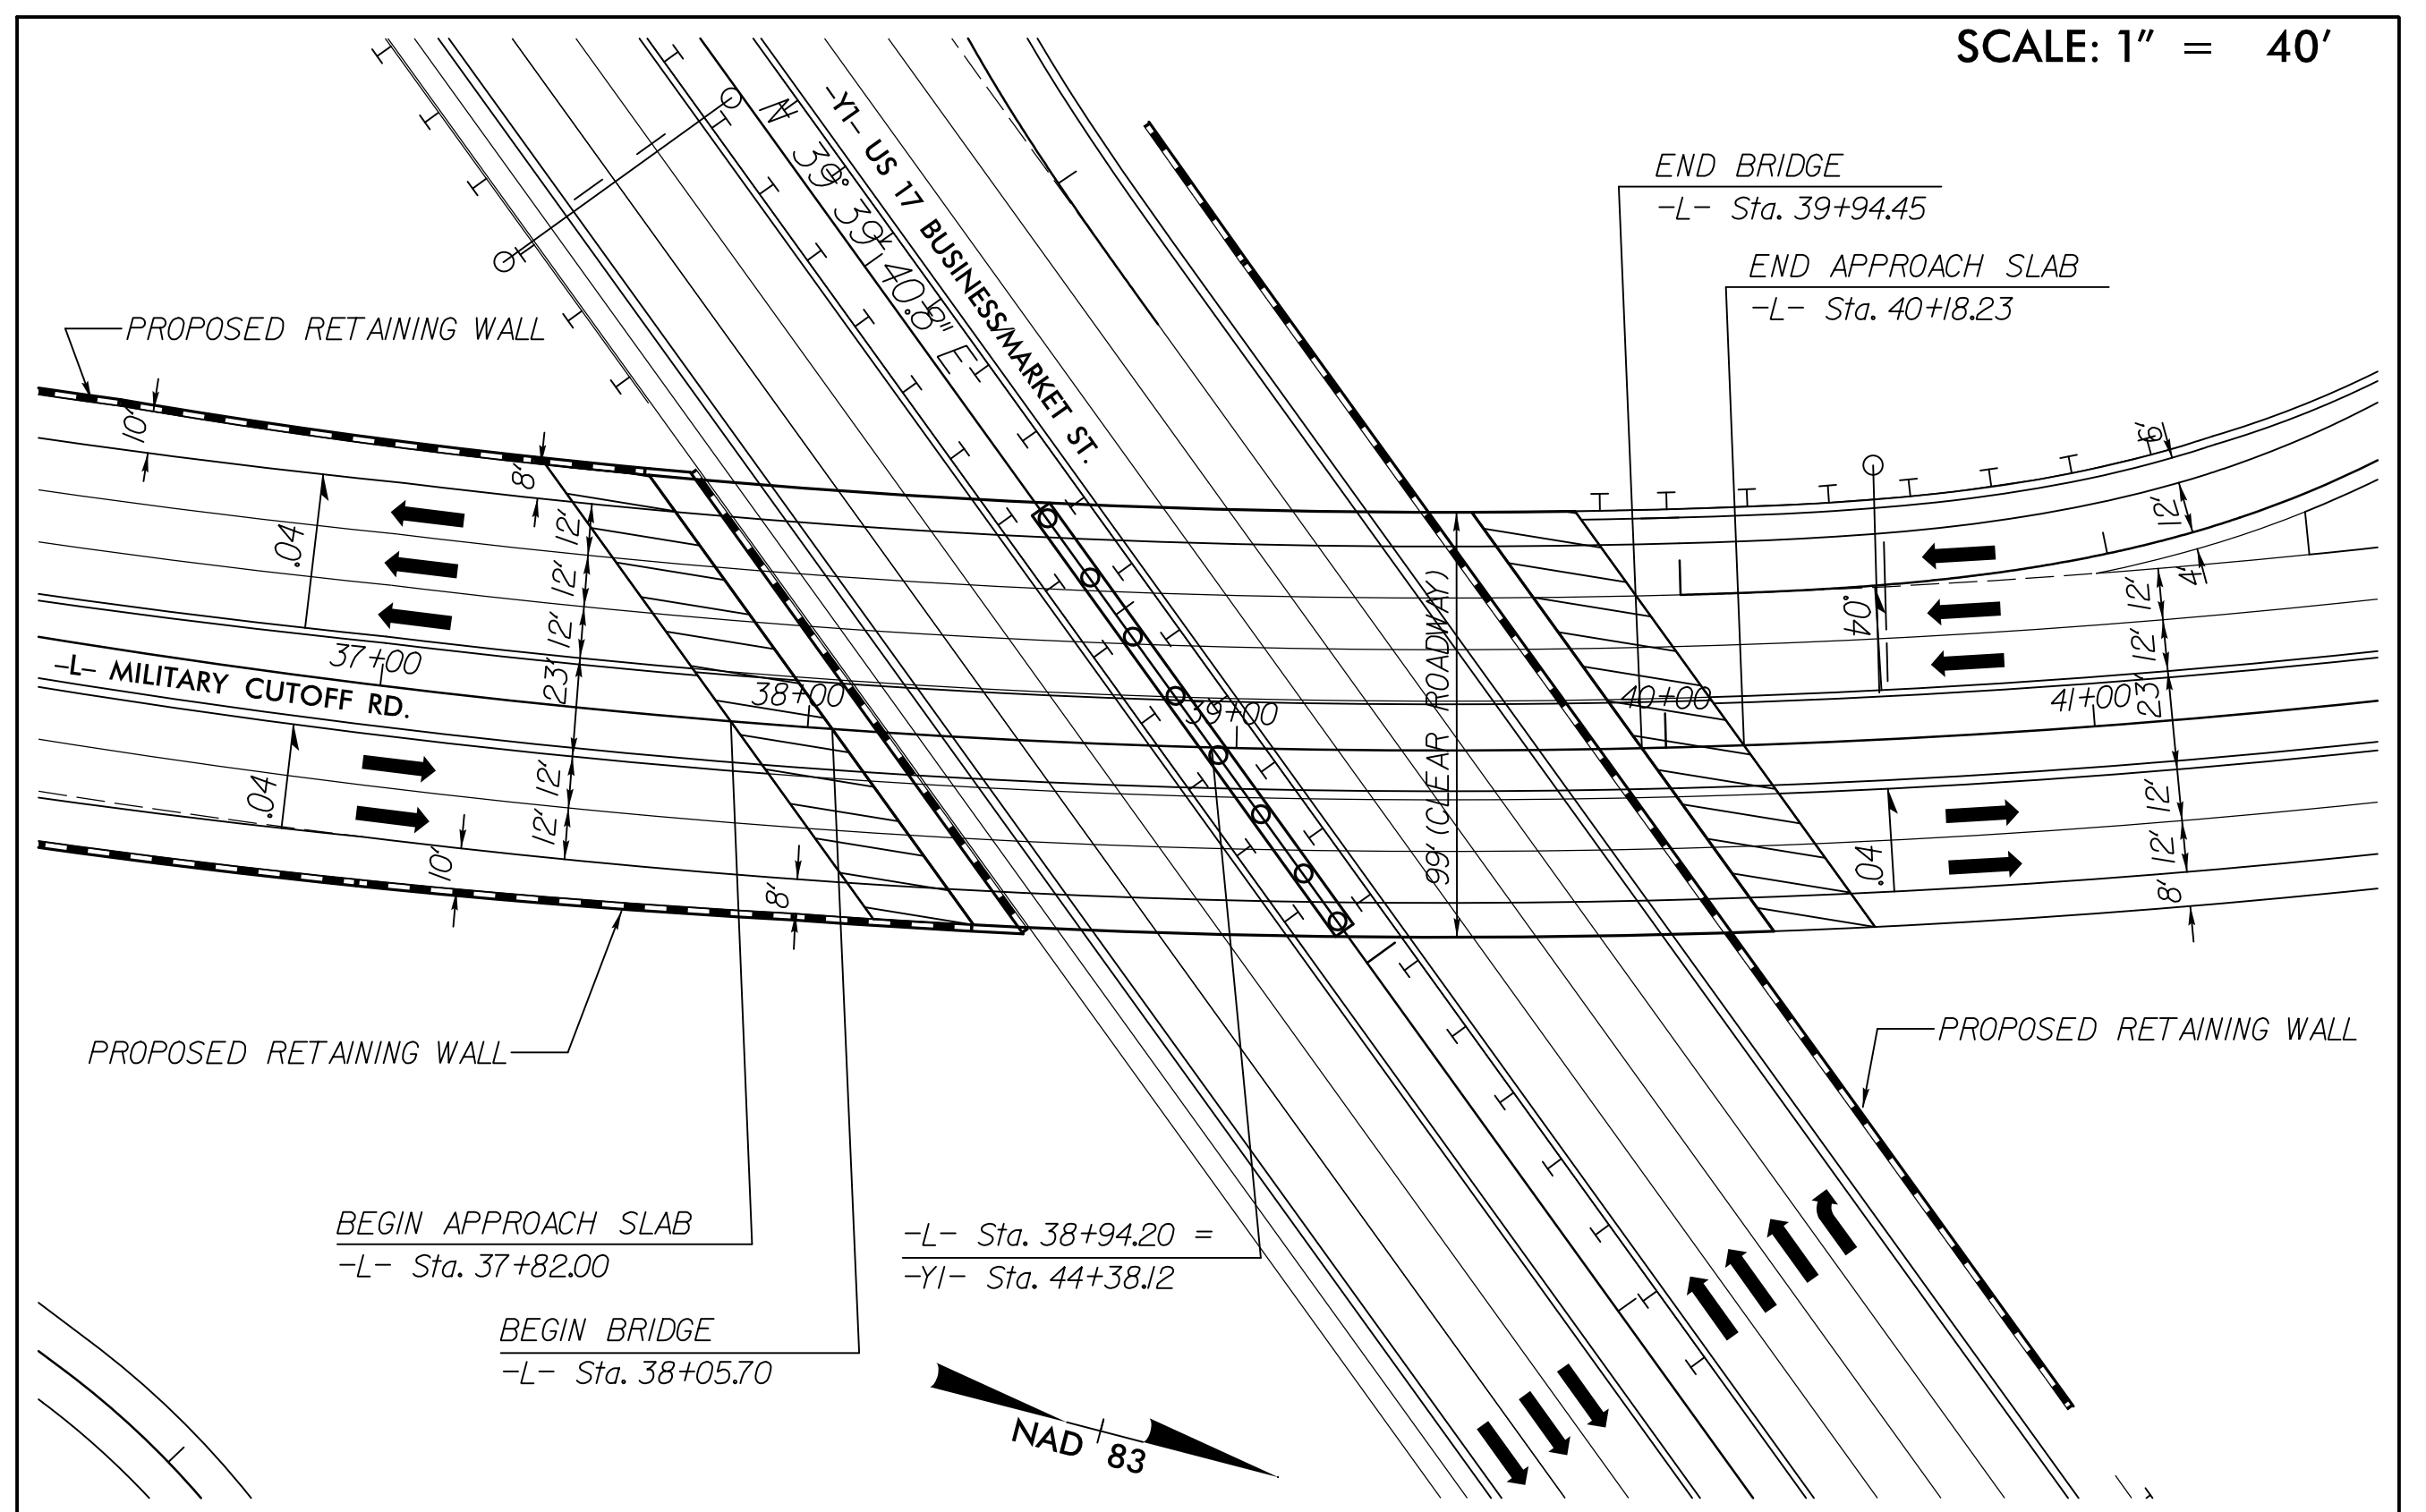 SCALE: 1" = 40'
-Y1- US 17 BUSINESS/MARKET ST.
N 39° 39' 40.8" E
END BRIDGE
-L- Sta. 39+94.45
END APPROACH SLAB
-L- Sta. 40+18.23
PROPOSED RETAINING WALL
10'
8'
.04
12'
12'
12'
23'
12'
12'
37+00
38+00
39+00
40+00
41+00
-L- MILITARY CUTOFF RD.
.04
10'
8'
99' (CLEAR ROADWAY)
.04
.04
6'
12'
4'
12'
12'
23'
12'
12'
8'
PROPOSED RETAINING WALL
PROPOSED RETAINING WALL
BEGIN APPROACH SLAB
-L- Sta. 37+82.00
-L- Sta. 38+94.20 =
-Y1- Sta. 44+38.12
BEGIN BRIDGE
-L- Sta. 38+05.70
NAD 83